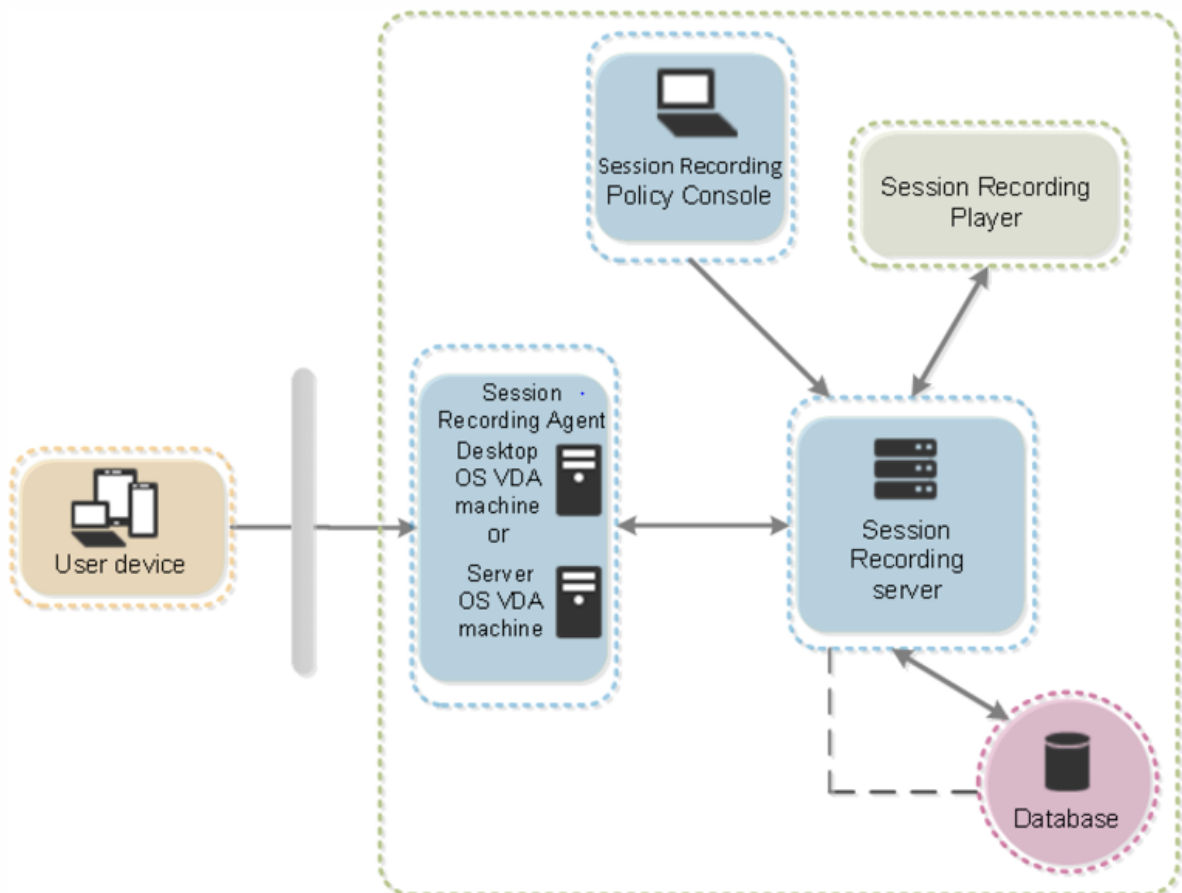 Session Recording
Policy Console
Session Recording
Player
Session
Recording Agent
Desktop
OS VDA
machine
or
Server
OS VDA
machine
User device
Session
Recording
server
Database